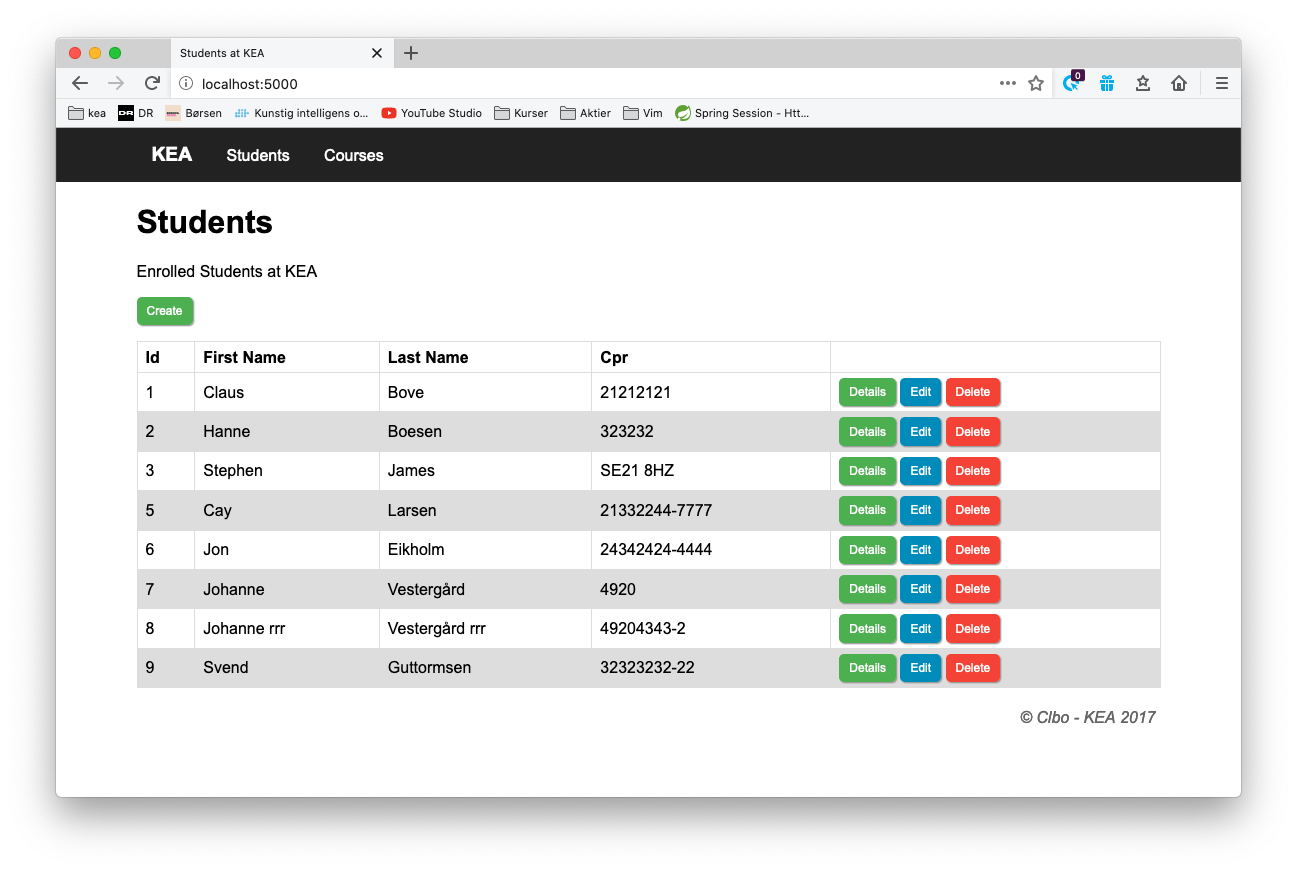 Students at KEA
localhost:5000
0
kea DR DR Børsen Kunstig intelligens o... YouTube Studio Kurser Aktier Vim Spring Session - Htt...
KEA Students Courses
Students
Enrolled Students at KEA
Create
Id First Name Last Name Cpr
1 Claus Bove 21212121 Details Edit Delete
2 Hanne Boesen 323232 Details Edit Delete
3 Stephen James SE21 8HZ Details Edit Delete
5 Cay Larsen 21332244-7777 Details Edit Delete
6 Jon Eikholm 24342424-4444 Details Edit Delete
7 Johanne Vestergård 4920 Details Edit Delete
8 Johanne rrr Vestergård rrr 49204343-2 Details Edit Delete
9 Svend Guttormsen 32323232-22 Details Edit Delete
© Clbo - KEA 2017